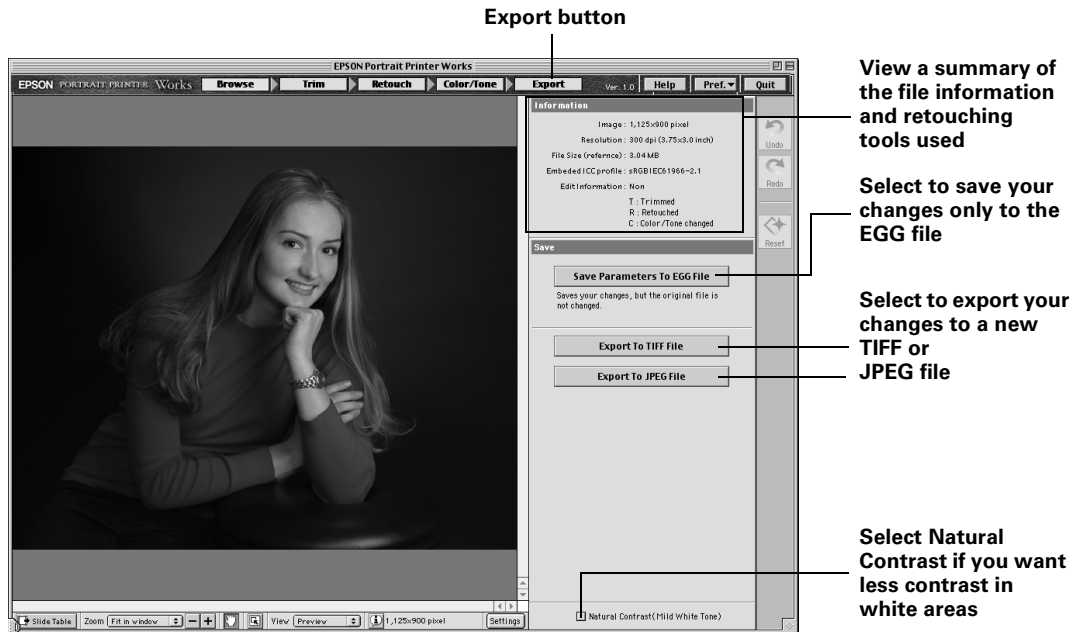 Export button
EPSON Portrait Printer Works
EPSON PORTRAIT PRINTER Works Browse Trim Retouch Color/Tone Export Ver. 1.0 Help Pref. Quit
Information
Image : 1,125x900 pixel
Resolution : 300 dpi (3.75x3.0 inch)
File Size (refernce) : 3.04 MB
Embeded ICC profile : sRGB IEC61966-2.1
Edit Information : Non
T : Trimmed
R : Retouched
C : Color/Tone changed
Undo
Redo
Reset
Save
Save Parameters To EGG File
Saves your changes, but the original file is
not changed.
Export To TIFF File
Export To JPEG File
Natural Contrast(Mild White Tone)
Slide Table Zoom Fit in window View Preview 1,125x900 pixel Settings
View a summary of
the file information
and retouching
tools used
Select to save your
changes only to the
EGG file
Select to export your
changes to a new
TIFF or
JPEG file
Select Natural
Contrast if you want
less contrast in
white areas